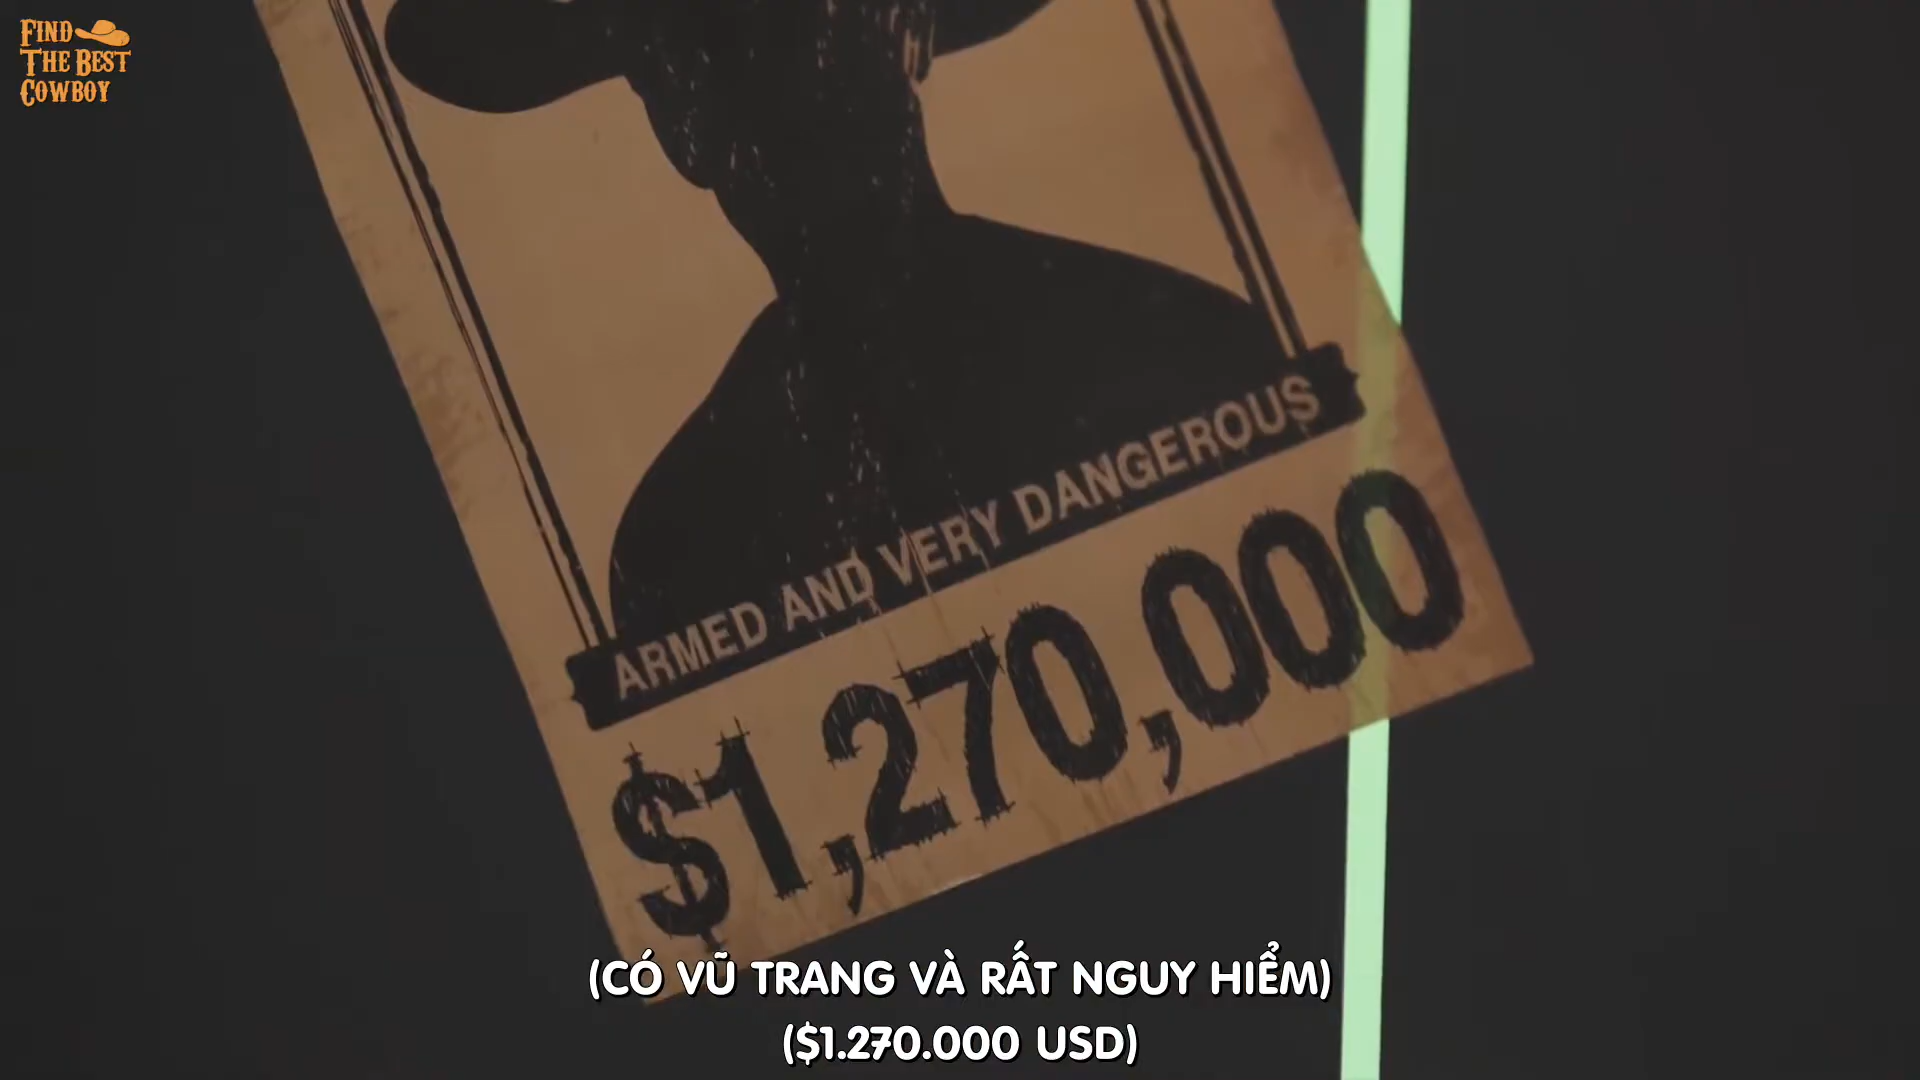 FIND
THE BEST
COWBOY
ARMED AND VERY DANGEROUS
$1,270,000
(CÓ VŨ TRANG VÀ RẤT NGUY HIỂM)
($1.270.000 USD)